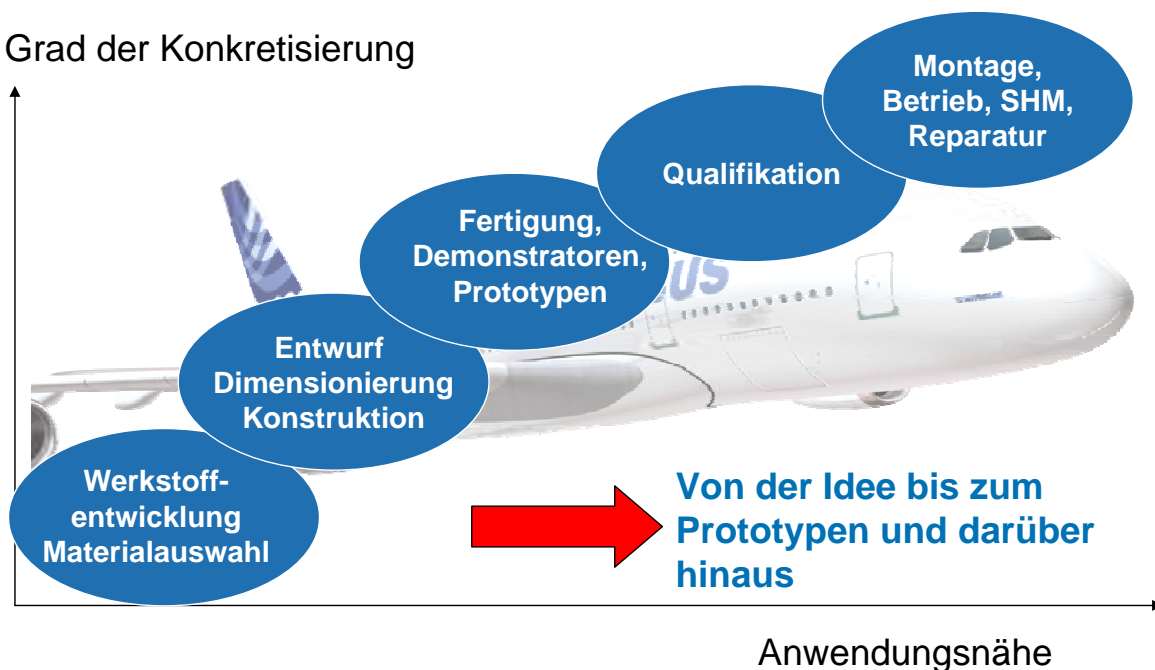 Grad der Konkretisierung
Montage,
Betrieb, SHM,
Reparatur
Qualifikation
Fertigung,
Demonstratoren,
Prototypen
Entwurf
Dimensionierung
Konstruktion
Werkstoff-
entwicklung
Materialauswahl
Von der Idee bis zum
Prototypen und darüber
hinaus
Anwendungsnähe